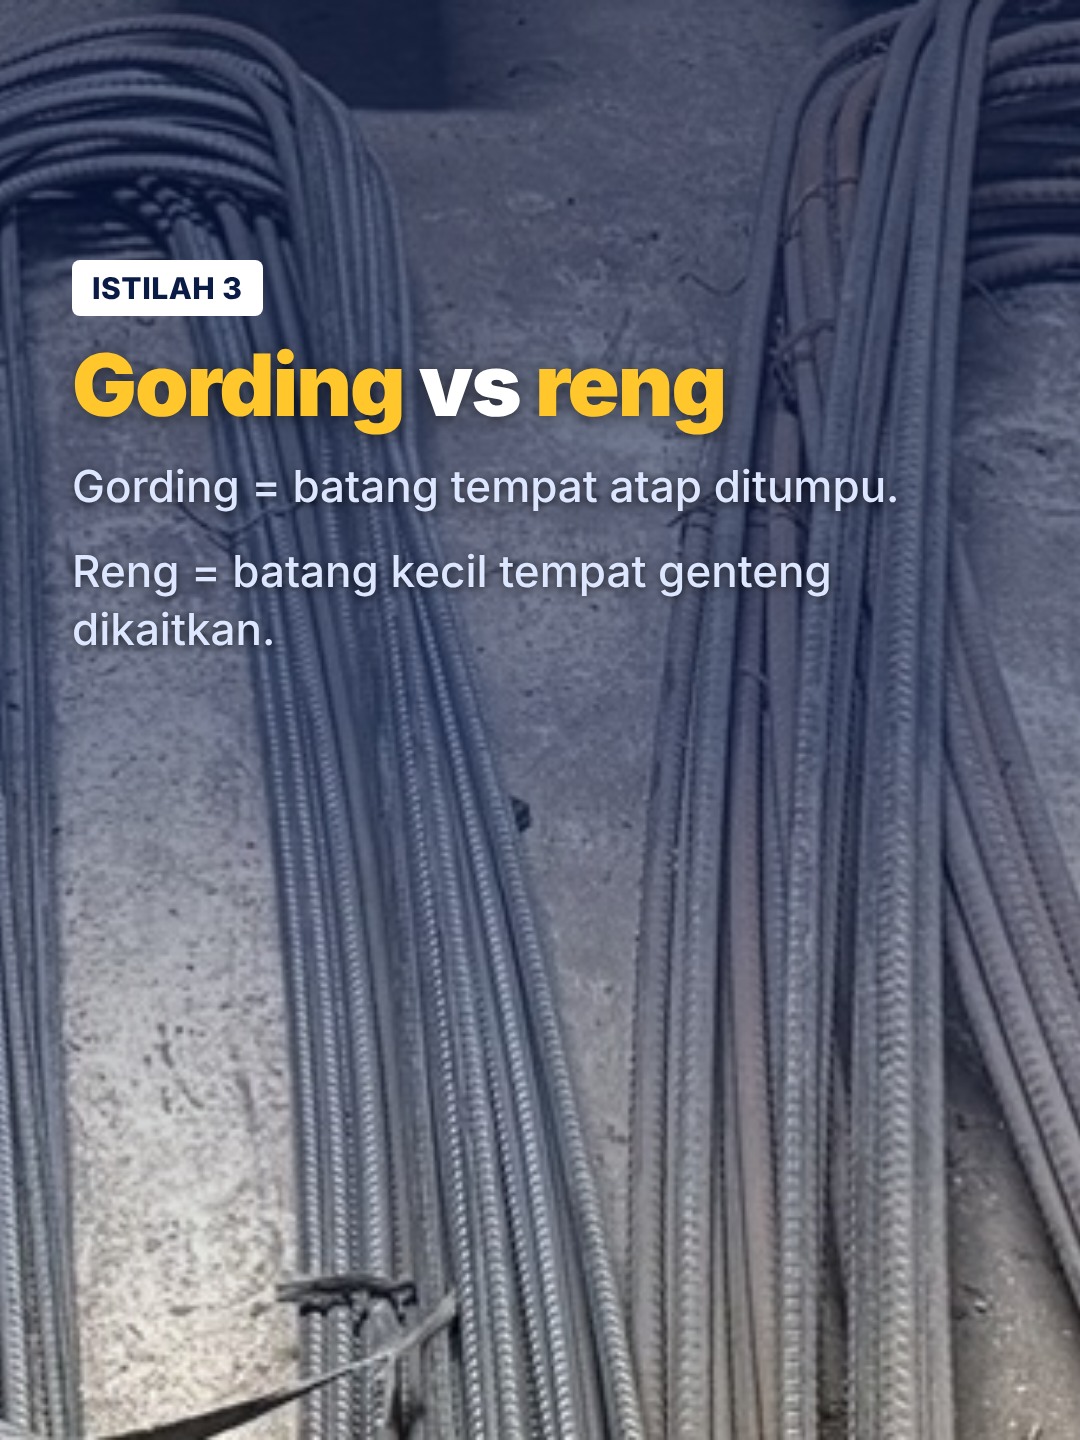 ISTILAH 3
Gording vs reng
Gording = batang tempat atap ditumpu.
Reng = batang kecil tempat genteng
dikaitkan.